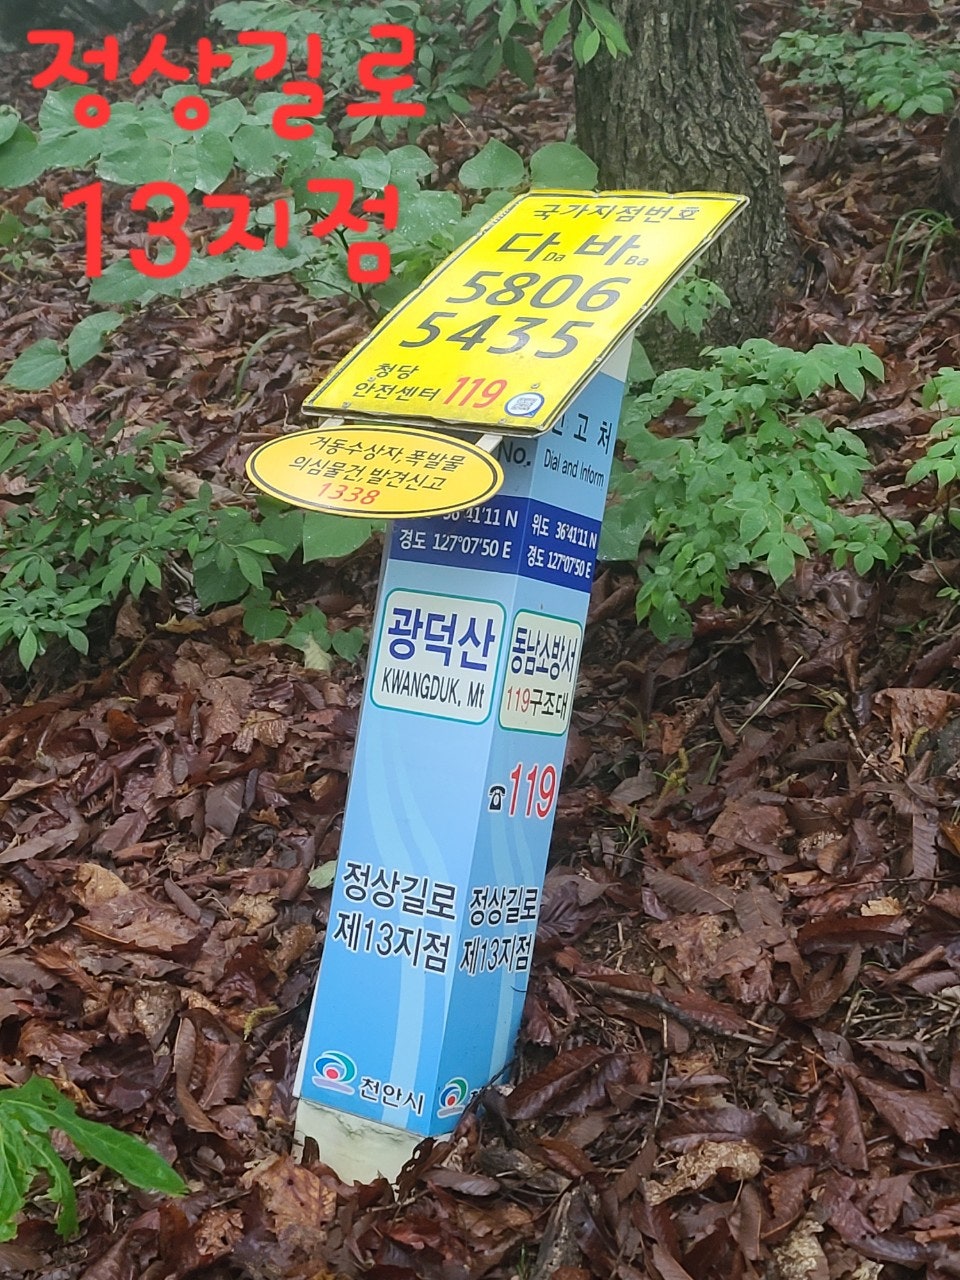 정상길로
13지점
국가지점번호
다Da 바Ba
5806
5435
청당
안전센터 119
거동수상자,폭발물
의심물건,발견신고
1338
No.
고 처
Dial and Inform
41'11 N
경도 127°07'50 E
위도 36°41'11 N
경도 127°07'50 E
광덕산
KWANGDUK, Mt
동남소방서
119구조대
☎119
정상길로
제13지점
정상길로
제13지점
천안시